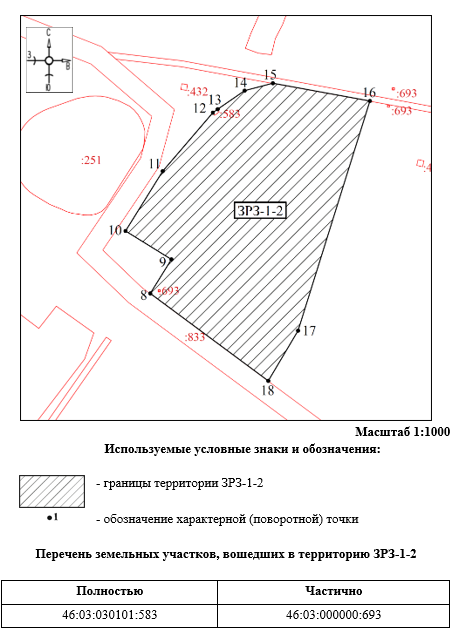 С
З
В
Ю
15
14
:432
16
:693
13
12
:583
:693
:4
:251
11
ЗРЗ-1-2
10
9
8
:693
17
:833
18
Масштаб 1:1000
Используемые условные знаки и обозначения:
- границы территории ЗРЗ-1-2
1
- обозначение характерной (поворотной) точки
Перечень земельных участков, вошедших в территорию ЗРЗ-1-2
Полностью
Частично
46:03:030101:583
46:03:000000:693